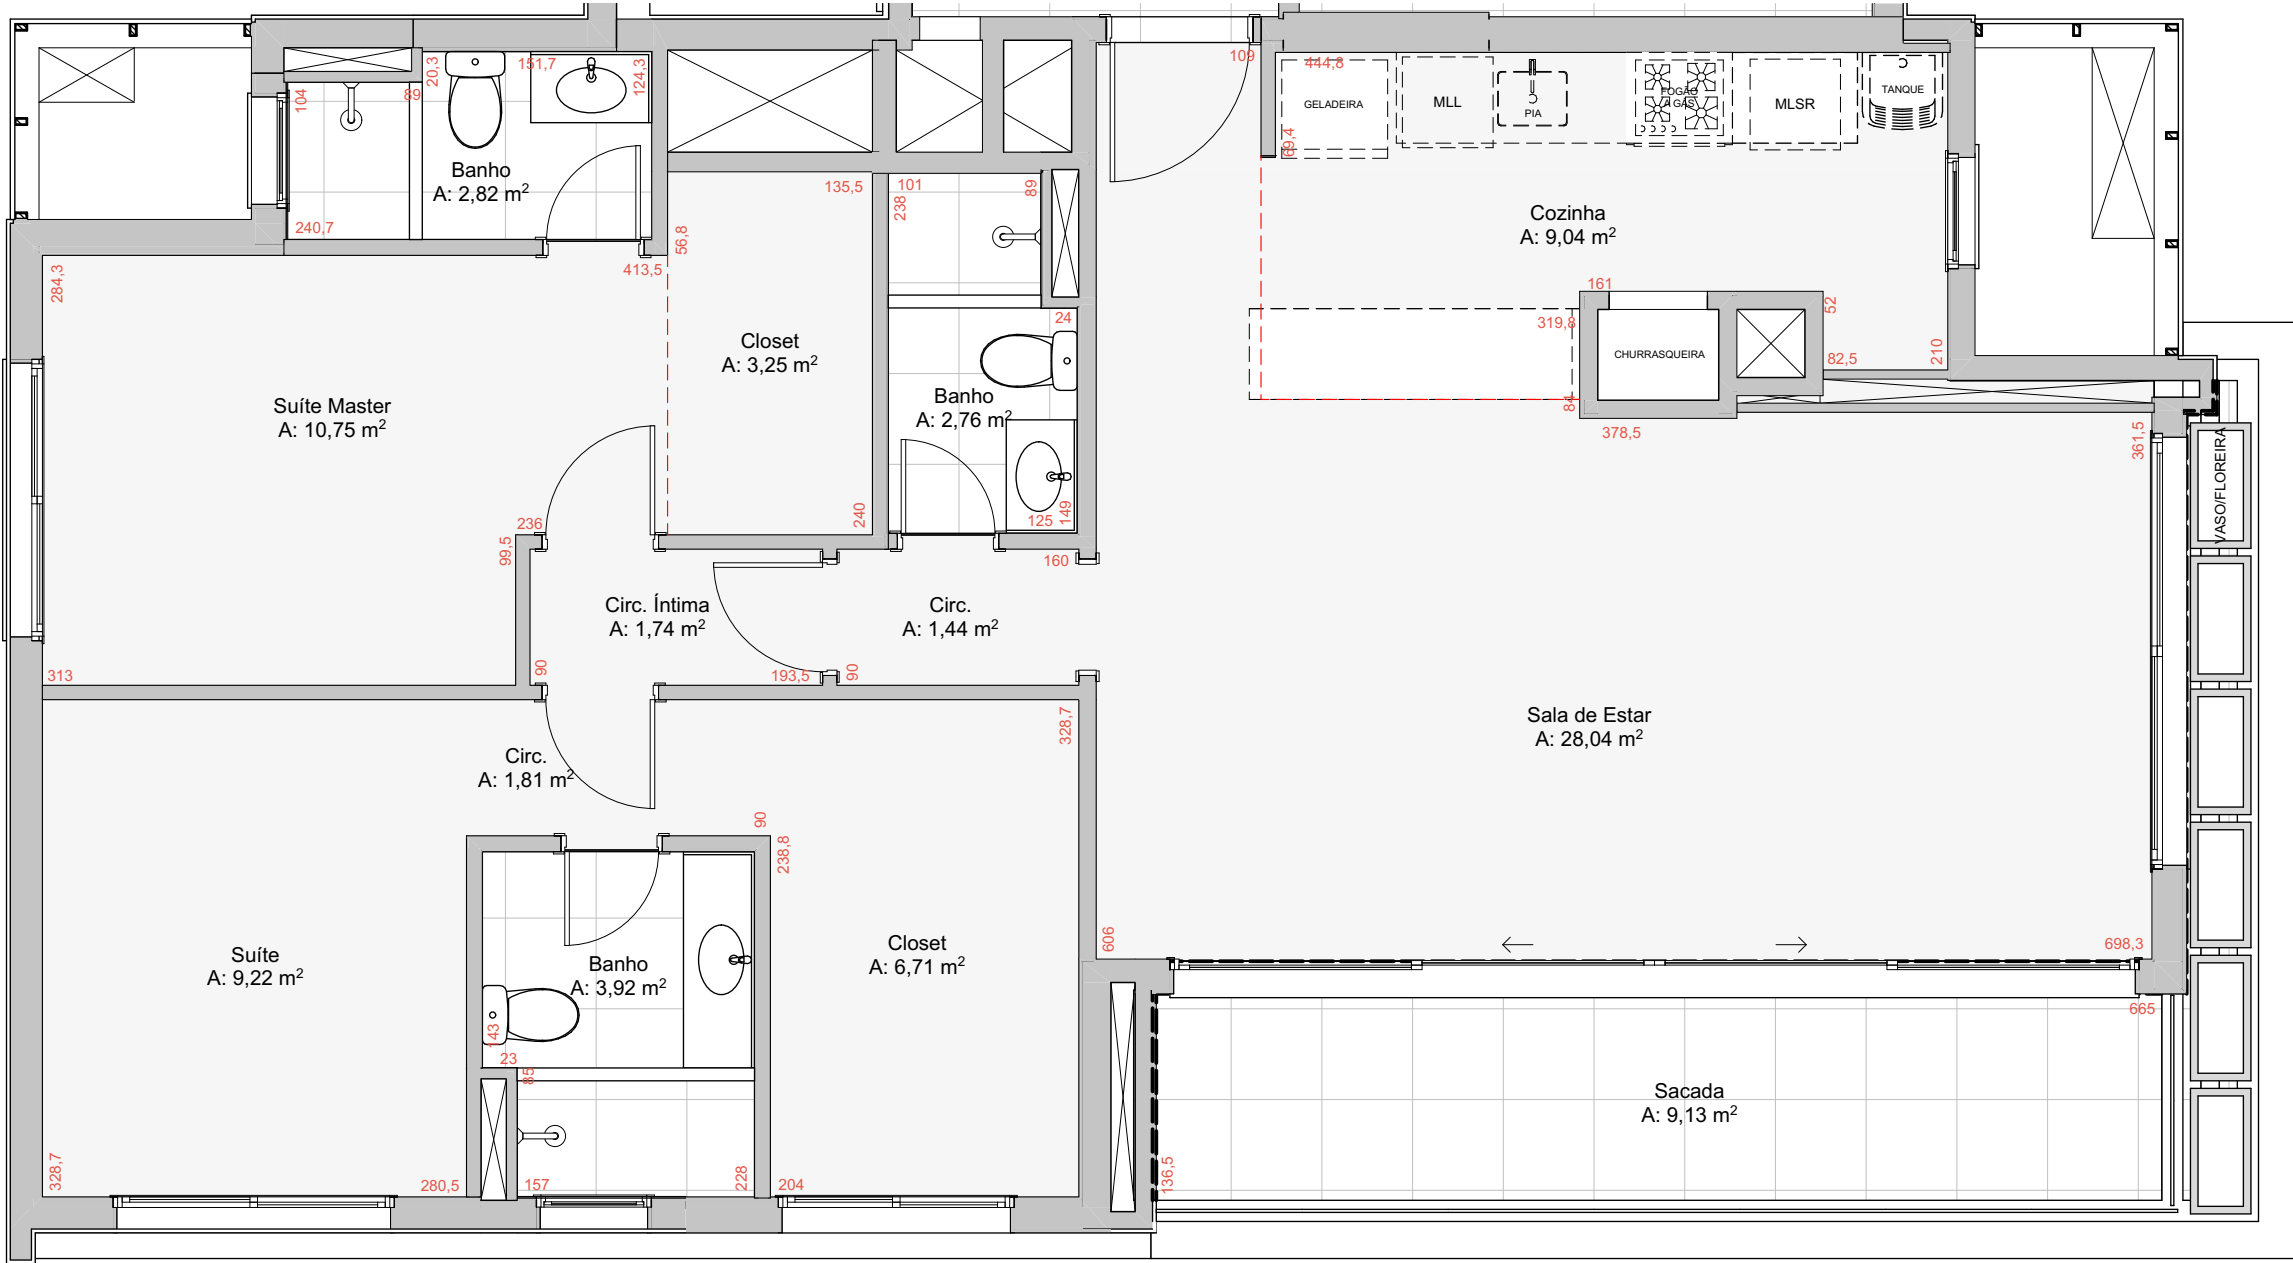 20,3
151,7
124,3
109
444,8
104
89
GELADEIRA
MLL
PIA
FOGÃO
A GÁS
MLSR
TANQUE
69,4
Banho
A: 2,82 m²
240,7
135,5
101
238
89
Cozinha
A: 9,04 m²
284,3
413,5
56,8
161
52
24
319,8
CHURRASQUEIRA
82,5
210
Closet
A: 3,25 m²
Suíte Master
A: 10,75 m²
Banho
A: 2,76 m²
84
378,5
361,5
VASO/FLOREIRA
236
99,5
240
125
149
160
Circ. Íntima
A: 1,74 m²
Circ.
A: 1,44 m²
313
90
193,5
90
328,7
Sala de Estar
A: 28,04 m²
Circ.
A: 1,81 m²
90
238,8
Suíte
A: 9,22 m²
Banho
A: 3,92 m²
Closet
A: 6,71 m²
606
698,3
665
143
23
85
Sacada
A: 9,13 m²
328,7
280,5
157
228
204
136,5